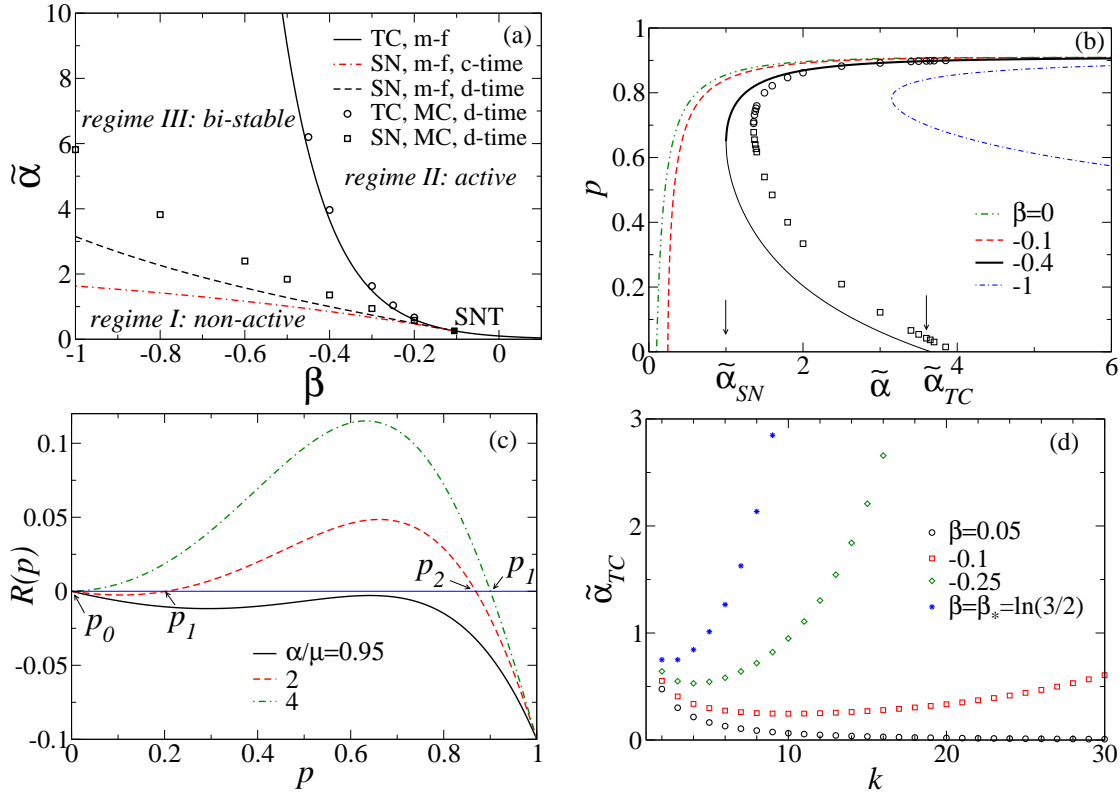 (a)
10
8
6
4
2
0
α̃
TC, m-f
SN, m-f, c-time
SN, m-f, d-time
TC, MC, d-time
SN, MC, d-time
regime III: bi-stable
regime II: active
regime I: non-active
SNT
-1 -0.8 -0.6 -0.4 -0.2 0
β
(b)
1
0.8
0.6
0.4
0.2
0
p
β=0
-0.1
-0.4
-1
α̃SN 2 α̃ 4 α̃TC 6
(c)
0.1
0.05
0
-0.05
-0.1
R(p)
p0
p1
p2
p1
α/μ=0.95
2
4
0 0.2 0.4 0.6 0.8 1
p
(d)
3
2.5
2
1.5
1
0.5
0
α̃TC
β=0.05
-0.1
-0.25
β=β*=ln(3/2)
10 20 30
k